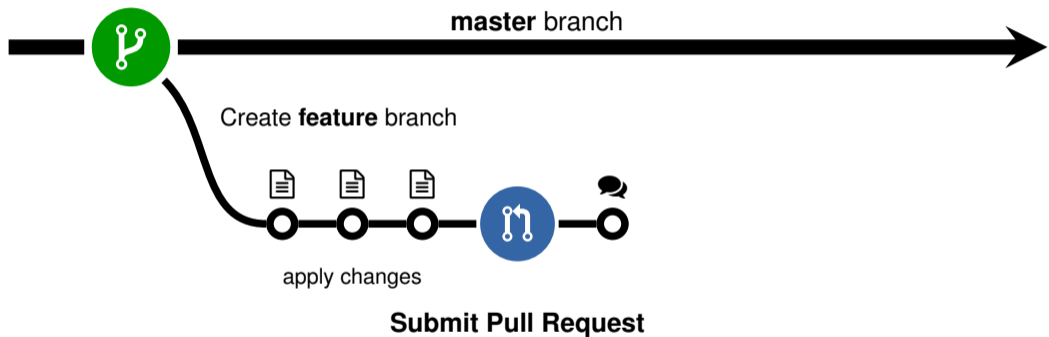 master branch
Create feature branch
apply changes
Submit Pull Request